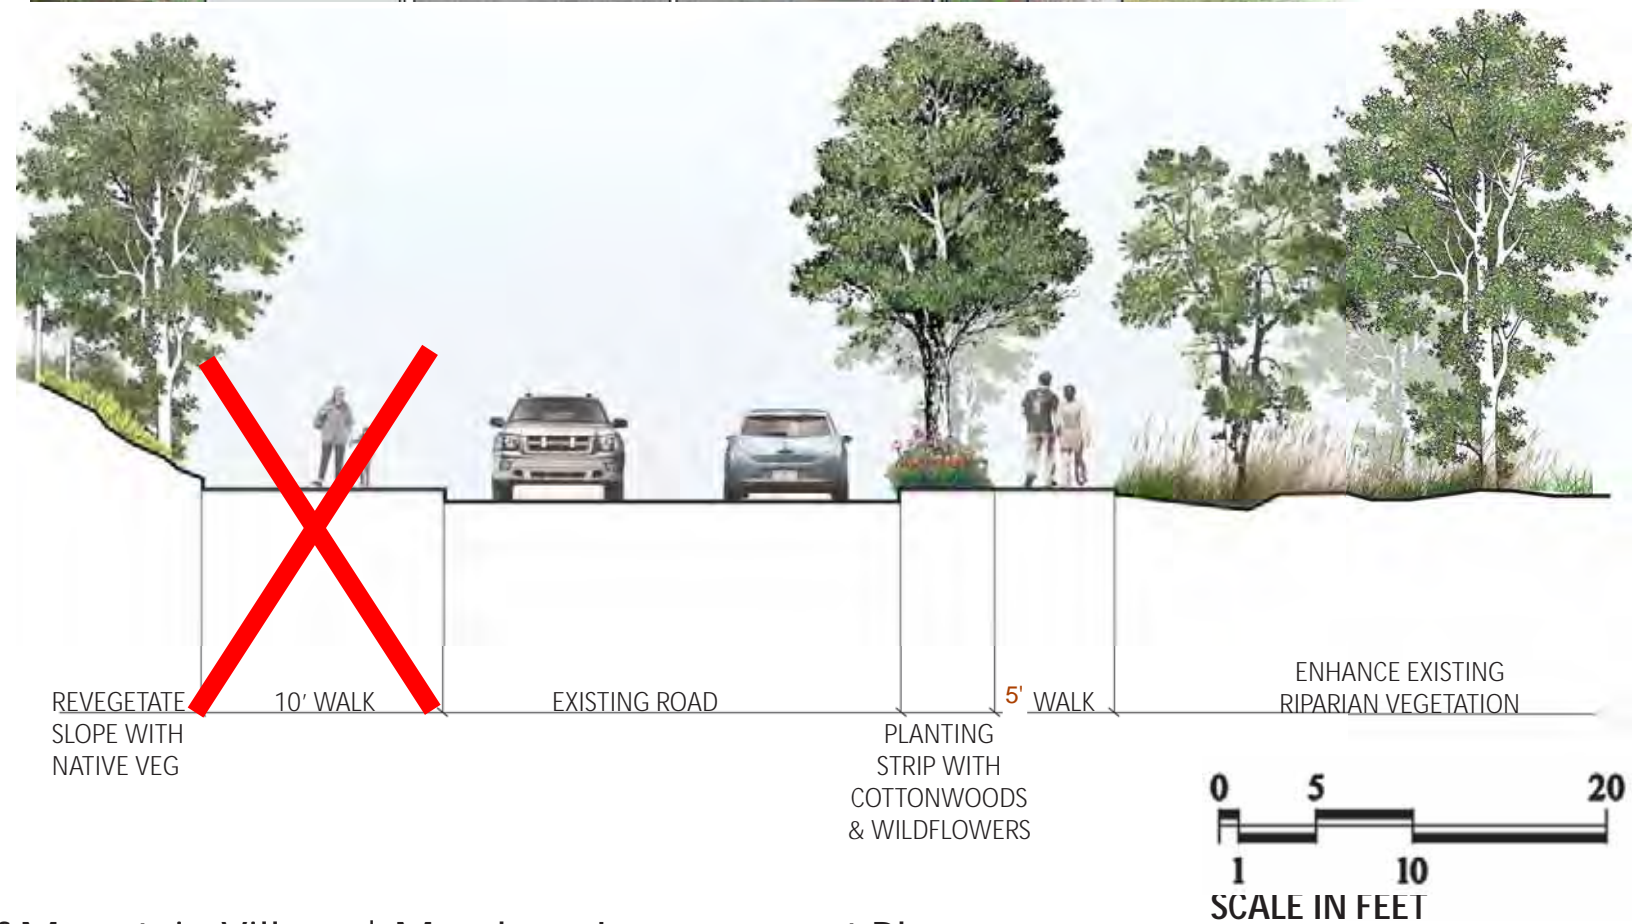 REVEGETATE
SLOPE WITH
NATIVE VEG
10' WALK
EXISTING ROAD
PLANTING
STRIP WITH
COTTONWOODS
& WILDFLOWERS
5' WALK
ENHANCE EXISTING
RIPARIAN VEGETATION
0 5 20
1 10
SCALE IN FEET